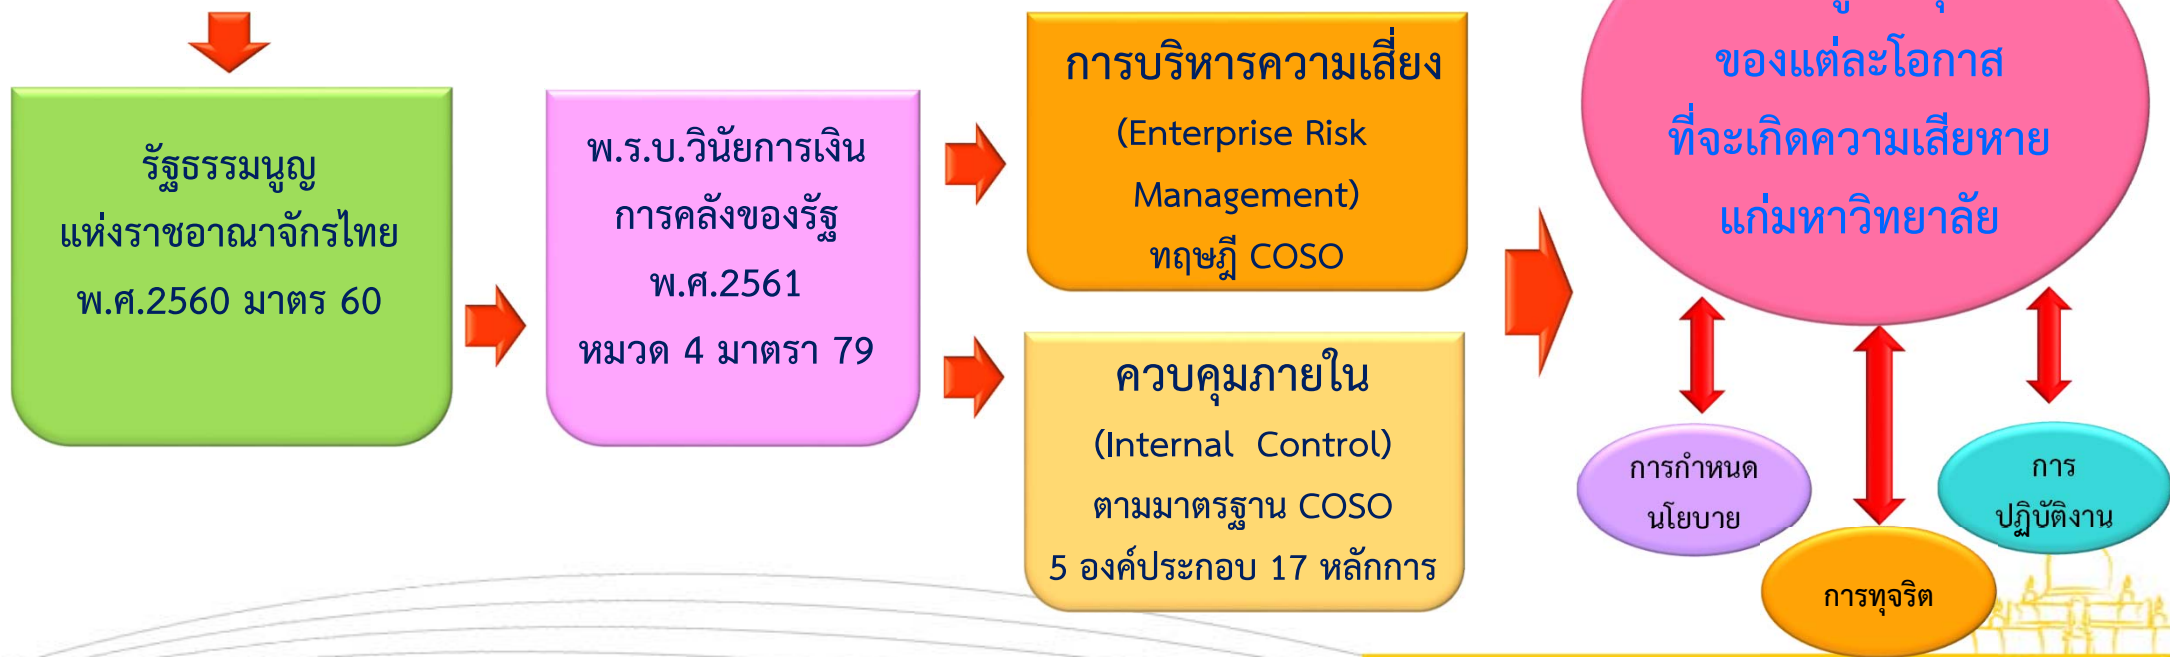 รัฐธรรมนูญ
แห่งราชอาณาจักรไทย
พ.ศ.2560 มาตร 60
พ.ร.บ.วินัยการเงิน
การคลังของรัฐ
พ.ศ.2561
หมวด 4 มาตรา 79
การบริหารความเสี่ยง
(Enterprise Risk
Management)
ทฤษฎี COSO
ควบคุมภายใน
(Internal Control)
ตามมาตรฐาน COSO
5 องค์ประกอบ 17 หลักการ
ของแต่ละโอกาส
ที่จะเกิดความเสียหาย
แก่มหาวิทยาลัย
การกำหนด
นโยบาย
การทุจริต
การ
ปฏิบัติงาน